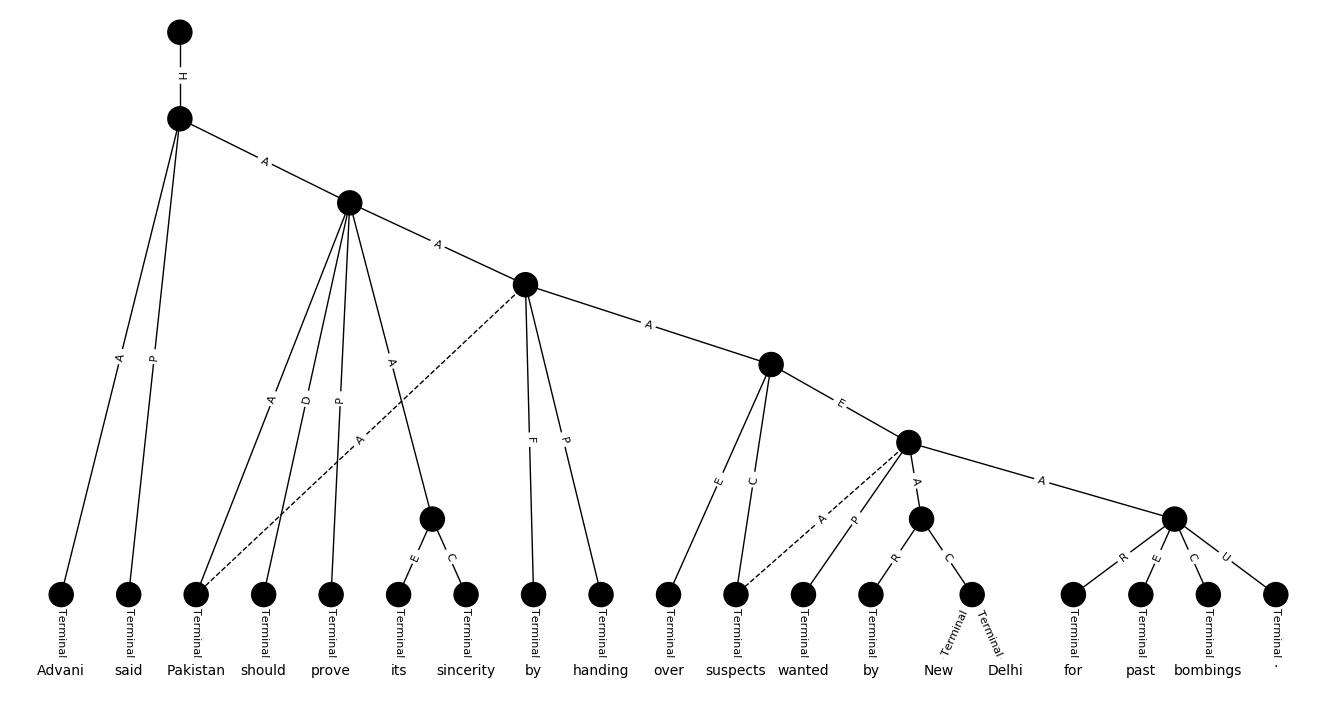 H
A
A
A
A P
A D P A
A
F P
E
E C
A P A A
E C
R C
R E C U
Terminal Terminal Terminal Terminal Terminal Terminal Terminal Terminal Terminal Terminal Terminal Terminal Terminal Terminal Terminal Terminal Terminal Terminal Terminal
Advani said Pakistan should prove its sincerity by handing over suspects wanted by New Delhi for past bombings .